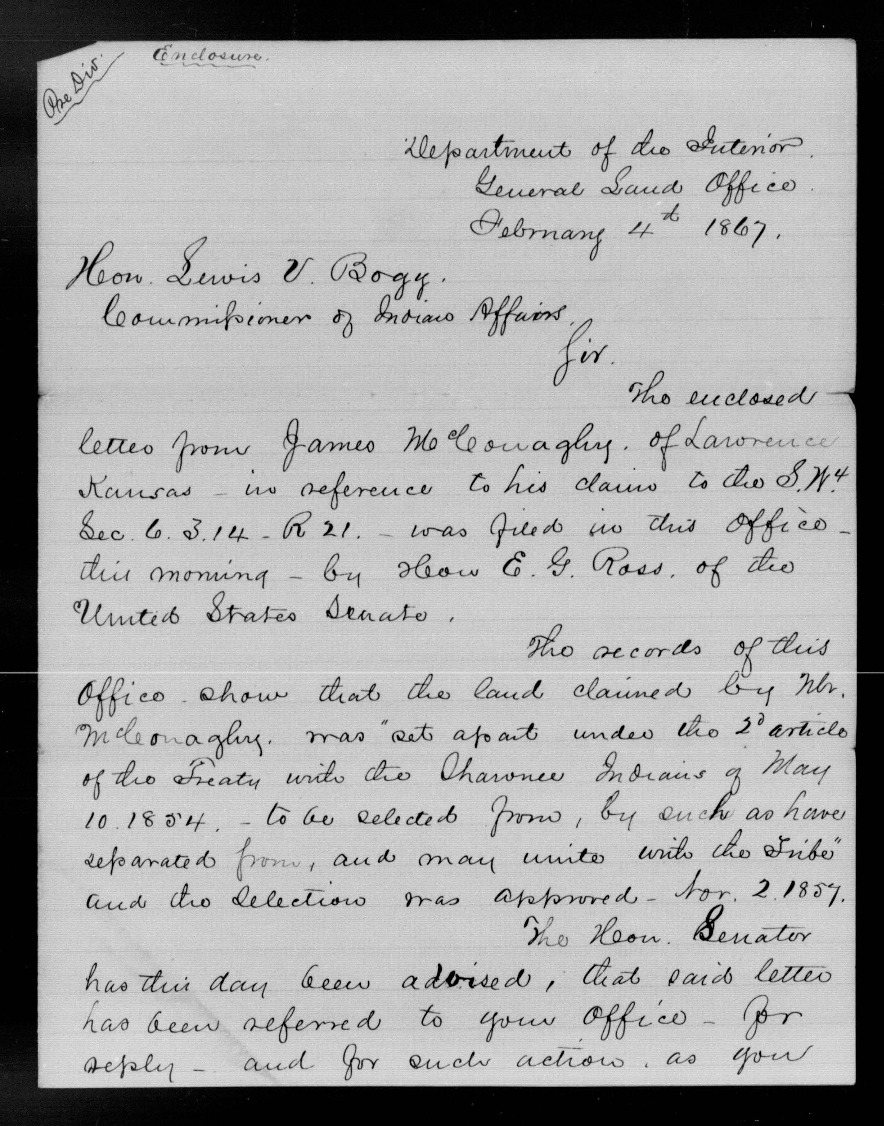 Enclosure.
Department of the Interior.
General Land Office.
February 4th 1867.
Hon. Lewis V. Bogy.
Commissioner of Indian Affairs,
Sir.
The enclosed
letter from James McConaghy. of Lawrence
Kansas - in reference to his claim to the S.W.4
Sec. 6. 3.14 - R 21. - was filed in this Office -
this morning - by Hon E. G. Ross. of the
United States Senate.
The records of this
Office show that the land claimed by Mr.
McConaghy. was "set apart under the 2d article
of the Treaty with the Shawnee Indians of May
10. 1854. - to be selected from, by such as have
separated from, and may unite with the Tribe"
and the selection was approved - Nov. 2. 1857.
The Hon. Senator
has this day been advised, that said letter
has been referred to your Office - for
reply - and for such action. as you